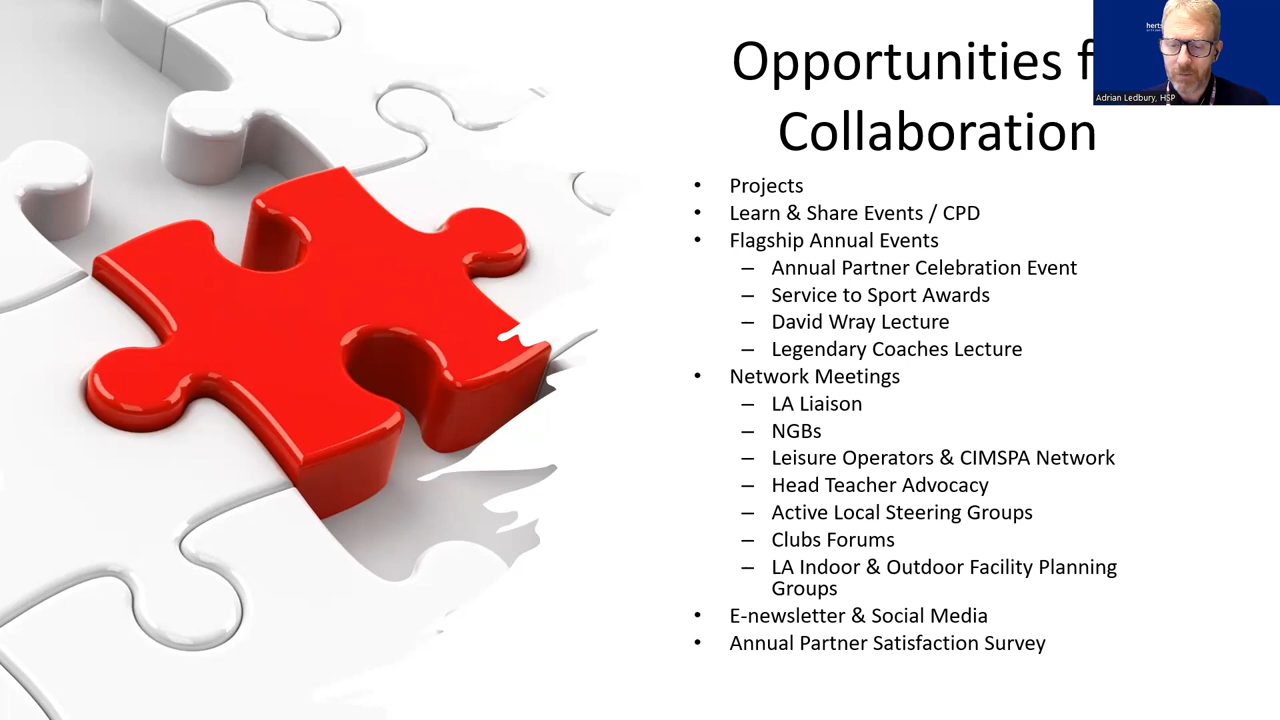 Opportunities f
Collaboration
herts
Adrian Ledbury, HSP
• Projects
• Learn & Share Events / CPD
• Flagship Annual Events
– Annual Partner Celebration Event
– Service to Sport Awards
– David Wray Lecture
– Legendary Coaches Lecture
• Network Meetings
– LA Liaison
– NGBs
– Leisure Operators & CIMSPA Network
– Head Teacher Advocacy
– Active Local Steering Groups
– Clubs Forums
– LA Indoor & Outdoor Facility Planning
Groups
• E-newsletter & Social Media
• Annual Partner Satisfaction Survey